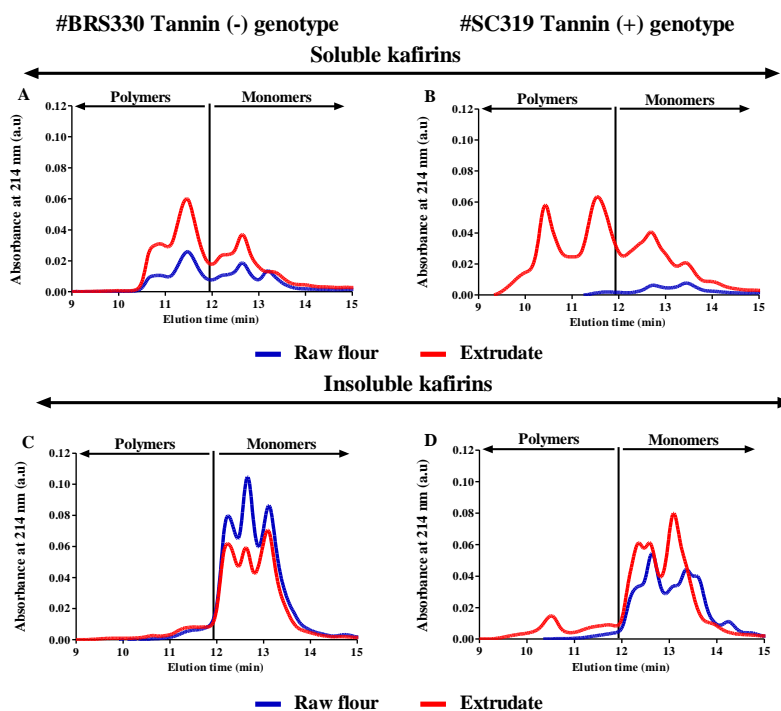 #BRS330 Tannin (-) genotype
#SC319 Tannin (+) genotype
Soluble kafirins
A
Polymers
Monomers
Absorbance at 214 nm (a.u)
0.12
0.10
0.08
0.06
0.04
0.02
0.00
9 10 11 12 13 14 15
Elution time (min)
B
Polymers
Monomers
Absorbance at 214 nm (a.u)
0.12
0.10
0.08
0.06
0.04
0.02
0.00
9 10 11 12 13 14 15
Elution time (min)
Raw flour Extrudate
Insoluble kafirins
C
Polymers
Monomers
Absorbance at 214 nm (a.u)
0.12
0.10
0.08
0.06
0.04
0.02
0.00
9 10 11 12 13 14 15
Elution time (min)
D
Polymers
Monomers
Absorbance at 214 nm (a.u)
0.12
0.10
0.08
0.06
0.04
0.02
0.00
9 10 11 12 13 14 15
Elution time (min)
Raw flour Extrudate